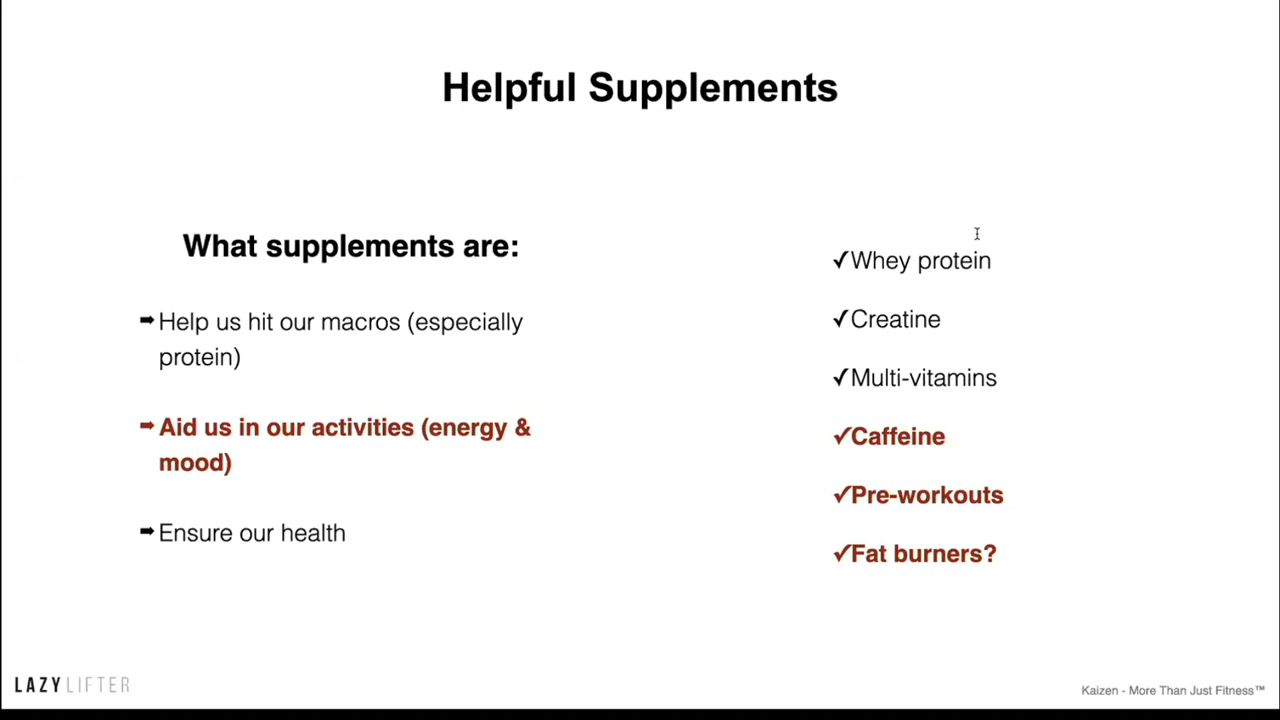 Helpful Supplements
What supplements are:
➡Help us hit our macros (especially
protein)
➡Aid us in our activities (energy &
mood)
➡Ensure our health
✓Whey protein
✓Creatine
✓Multi-vitamins
✓Caffeine
✓Pre-workouts
✓Fat burners?
LAZYLIFTER
Kaizen - More Than Just Fitness™